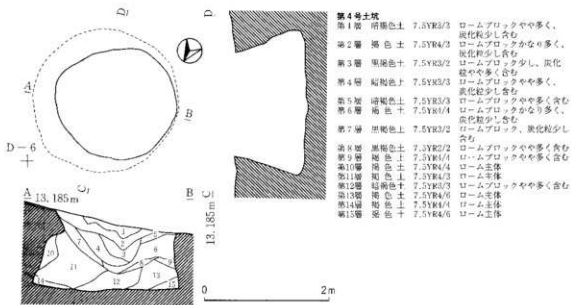 第4号土坑
第1層 暗褐色土 7.5YR3/3 ロームブロックやや多く、
炭化粒少し含む
第2層 褐色土 7.5YR4/3 ロームブロックかなり多く、
炭化粒少し含む
第3層 黒褐色土 7.5YR3/2 ロームブロック少し、炭化
粒やや多く含む
第4層 暗褐色土 7.5YR3/3 ロームブロックやや多く、
炭化粒少し含む
第5層 暗褐色土 7.5YR3/3 ロームブロックやや多く含む
第6層 褐色土 7.5YR4/4 ロームブロックかなり多く、
炭化粒少し含む
第7層 黒褐色土 7.5YR3/2 ロームブロック、炭化粒少し
含む
第8層 黒褐色土 7.5YR2/2 ロームブロックやや多く含む
第9層 褐色土 7.5YR4/4 ロームブロックやや多く含む
第10層 褐色土 7.5YR4/4 ローム主体
第11層 褐色土 7.5YR4/3 ローム主体
第12層 暗褐色土 7.5YR3/3 ロームブロックやや多く含む
第13層 褐色土 7.5YR4/6 ローム主体
第14層 褐色土 7.5YR4/4 ローム主体
第15層 褐色土 7.5YR4/6 ローム主体
D
A
B
C
D-6
D
C
13.185m
A
13.185m
B
1
2
3
4
5
6
7
8
9
10
11
12
13
14
15
0
2m